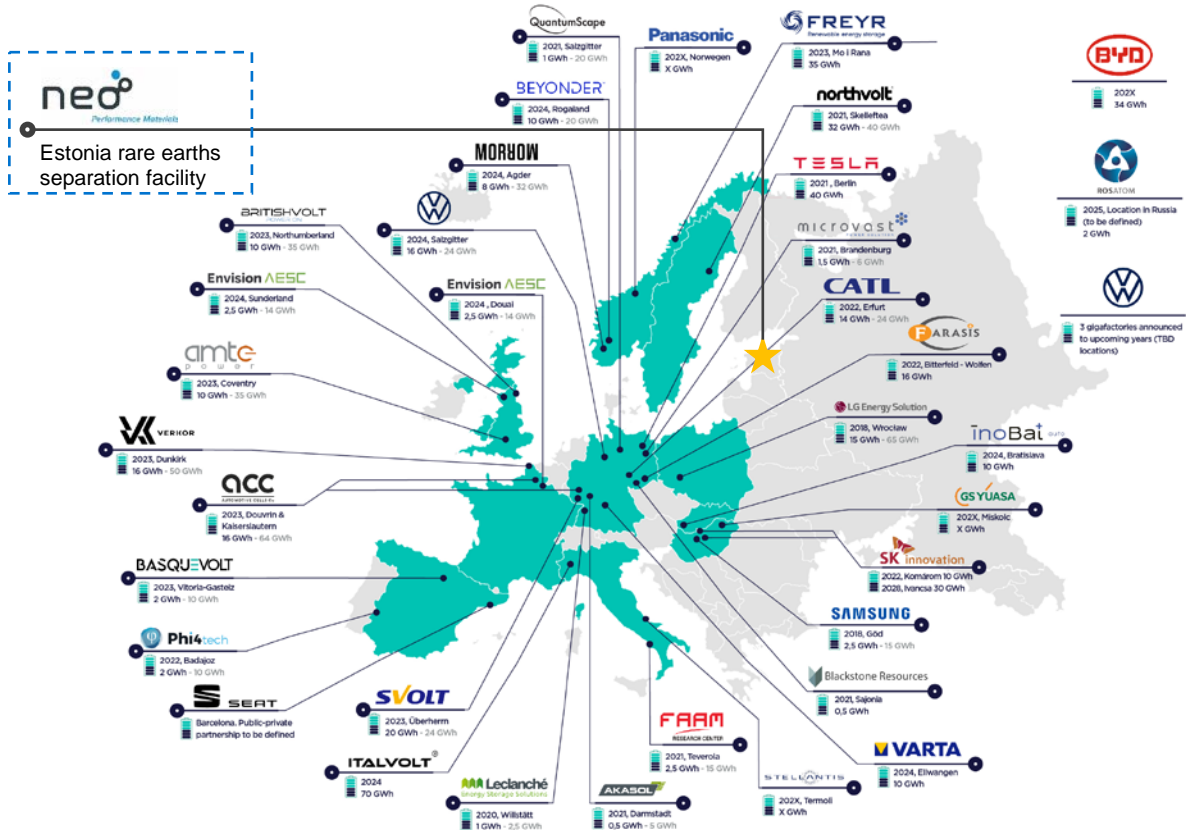 QuantumScape
2021, Salzgitter
1 GWh - 20 GWh
Panasonic
202X, Norwegen
X GWh
FREYR
Renewable energy storage
2023, Mo i Rana
35 GWh
BYD
202X
34 GWh
neo
Performance Materials
Estonia rare earths
separation facility
BEYONDER
2024, Rogaland
10 GWh - 20 GWh
northvolt
2021, Skelleftea
32 GWh - 40 GWh
MORROW
2024, Agder
8 GWh - 32 GWh
TESLA
2021, Berlin
40 GWh
ROSATOM
2025, Location in Russia
(to be defined)
2 GWh
BRITISHVOLT
2023, Northumberland
10 GWh - 35 GWh
VW
2024, Salzgitter
16 GWh - 24 GWh
microvast
POWER SOLUTIONS
2021, Brandenburg
1,5 GWh - 6 GWh
Envision AESC
2024, Sunderland
2,5 GWh - 14 GWh
Envision AESC
2024, Douai
2,5 GWh - 14 GWh
CATL
2022, Erfurt
14 GWh - 24 GWh
VW
3 gigafactories announced
to upcoming years (TBD
locations)
FARASIS
2022, Bitterfeld - Wolfen
16 GWh
amte
power
2023, Coventry
10 GWh - 35 GWh
LG Energy Solution
2018, Wrocław
15 GWh - 65 GWh
VERKOR
2023, Dunkirk
16 GWh - 50 GWh
inoBat auto
2024, Bratislava
10 GWh
acc
AUTOMOTIVE CELLS Co
2023, Douvrin &
Kaiserslautern
16 GWh - 64 GWh
GS YUASA
202X, Miskolc
X GWh
SK innovation
2022, Komárom 10 GWh
2028, Ivancsa 30 GWh
BASQUEVOLT
2023, Vitoria-Gasteiz
2 GWh - 10 GWh
SAMSUNG
2018, Göd
2,5 GWh - 15 GWh
Phi4tech
2022, Badajoz
2 GWh - 10 GWh
Blackstone Resources
2021, Sajonia
0,5 GWh
SEAT
Barcelona. Public-private
partnership to be defined
SVOLT
2023, Überherrn
20 GWh - 24 GWh
FAAM
RESEARCH CENTER
2021, Teverola
2,5 GWh - 15 GWh
VARTA
2024, Ellwangen
10 GWh
ITALVOLT
2024
70 GWh
Leclanché
Energy Storage Solutions
2020, Willstätt
1 GWh - 2,5 GWh
AKASOL
2021, Darmstadt
0,5 GWh - 5 GWh
STELLANTIS
202X, Termoli
X GWh